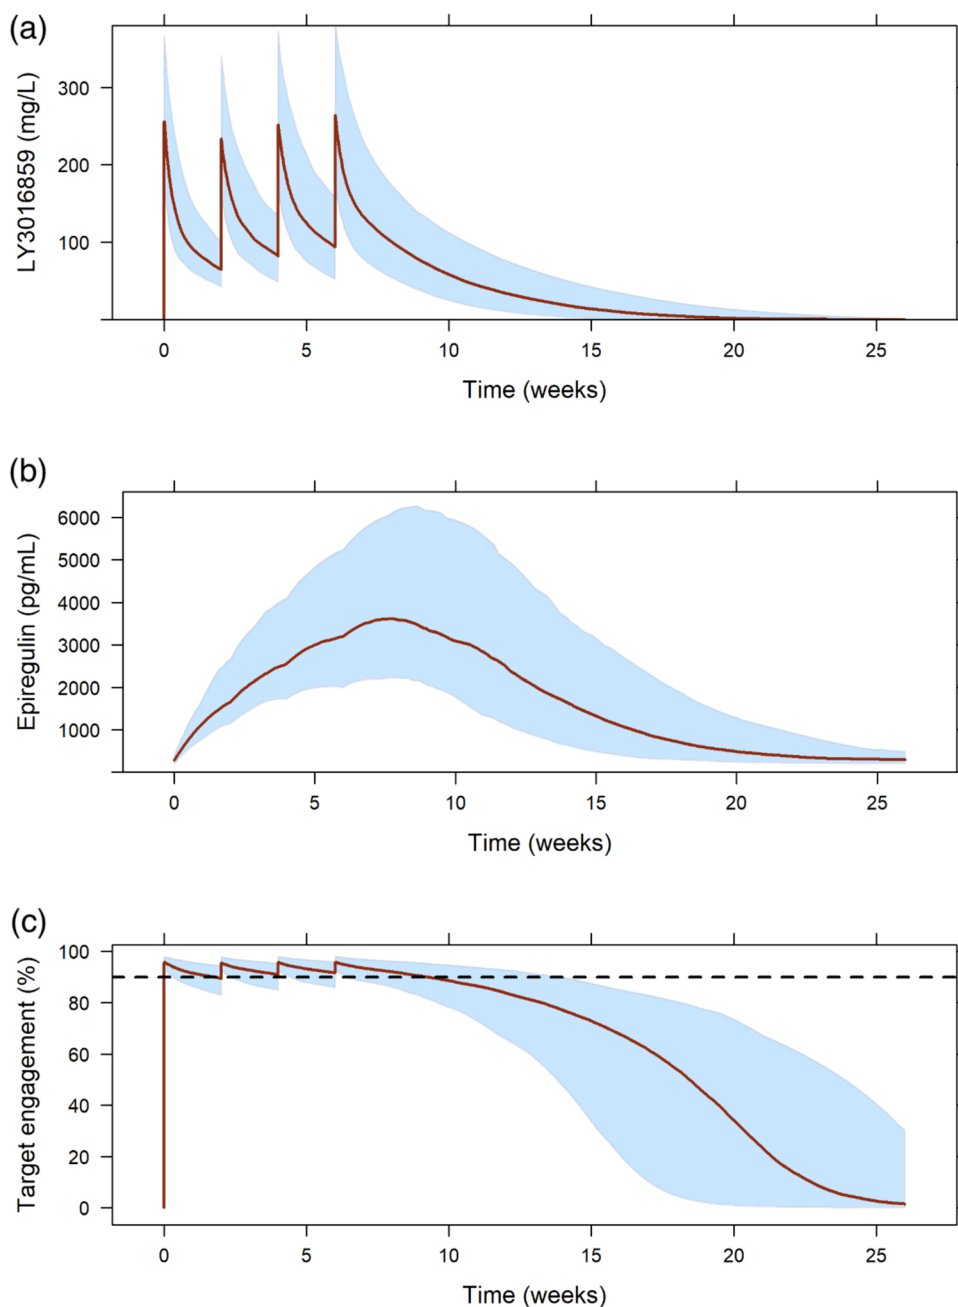 (a)
LY3016859 (mg/L)
300
200
100
0 5 10 15 20 25
Time (weeks)
(b)
Epiregulin (pg/mL)
6000
5000
4000
3000
2000
1000
0 5 10 15 20 25
Time (weeks)
(c)
Target engagement (%)
100
80
60
40
20
0
0 5 10 15 20 25
Time (weeks)